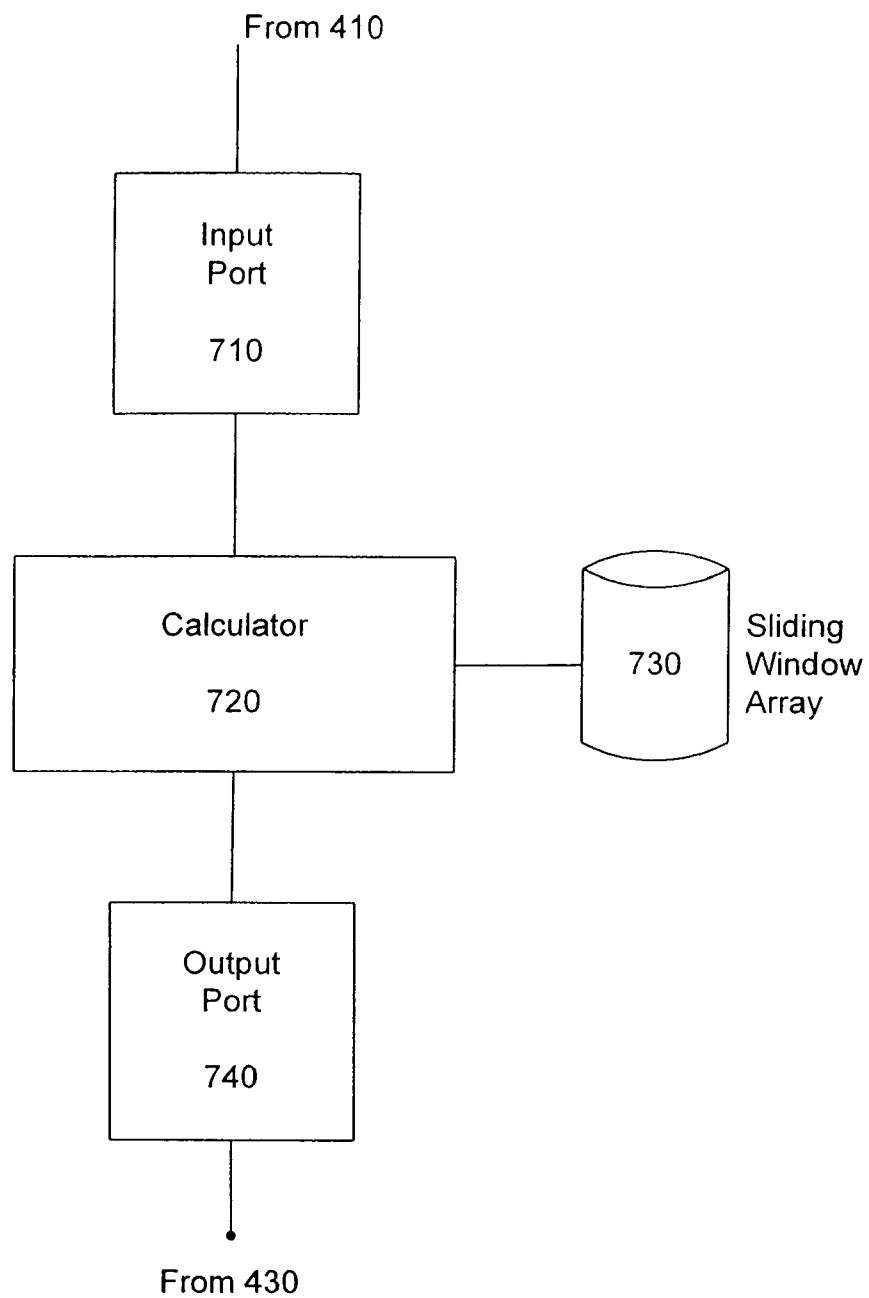 From 410
Input
Port
710
Calculator
720
730
Sliding
Window
Array
Output
Port
740
From 430